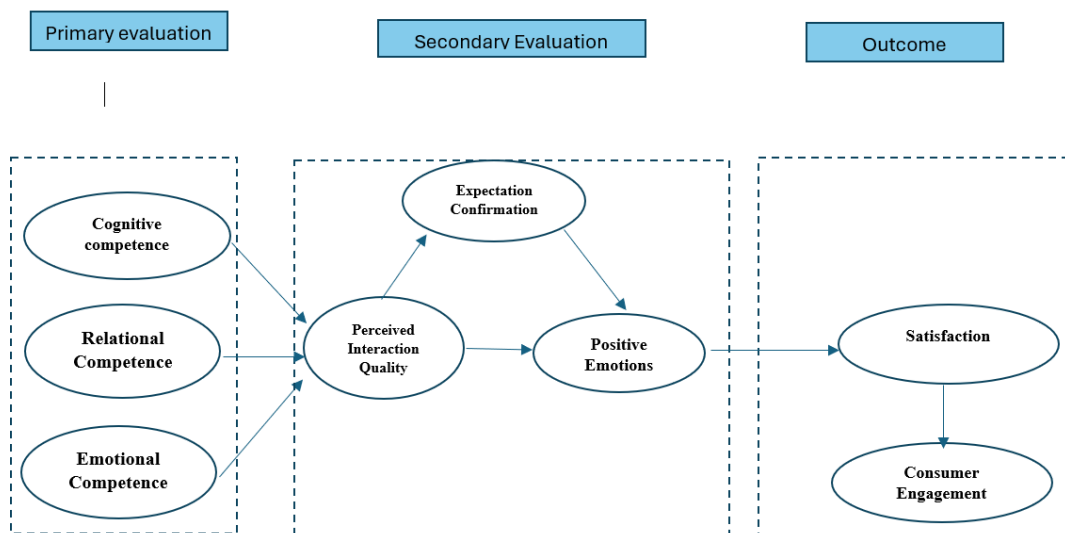 Primary evaluation
Secondary Evaluation
Outcome
Cognitive
competence
Relational
Competence
Emotional
Competence
Expectation
Confirmation
Perceived
Interaction
Quality
Positive
Emotions
Satisfaction
Consumer
Engagement